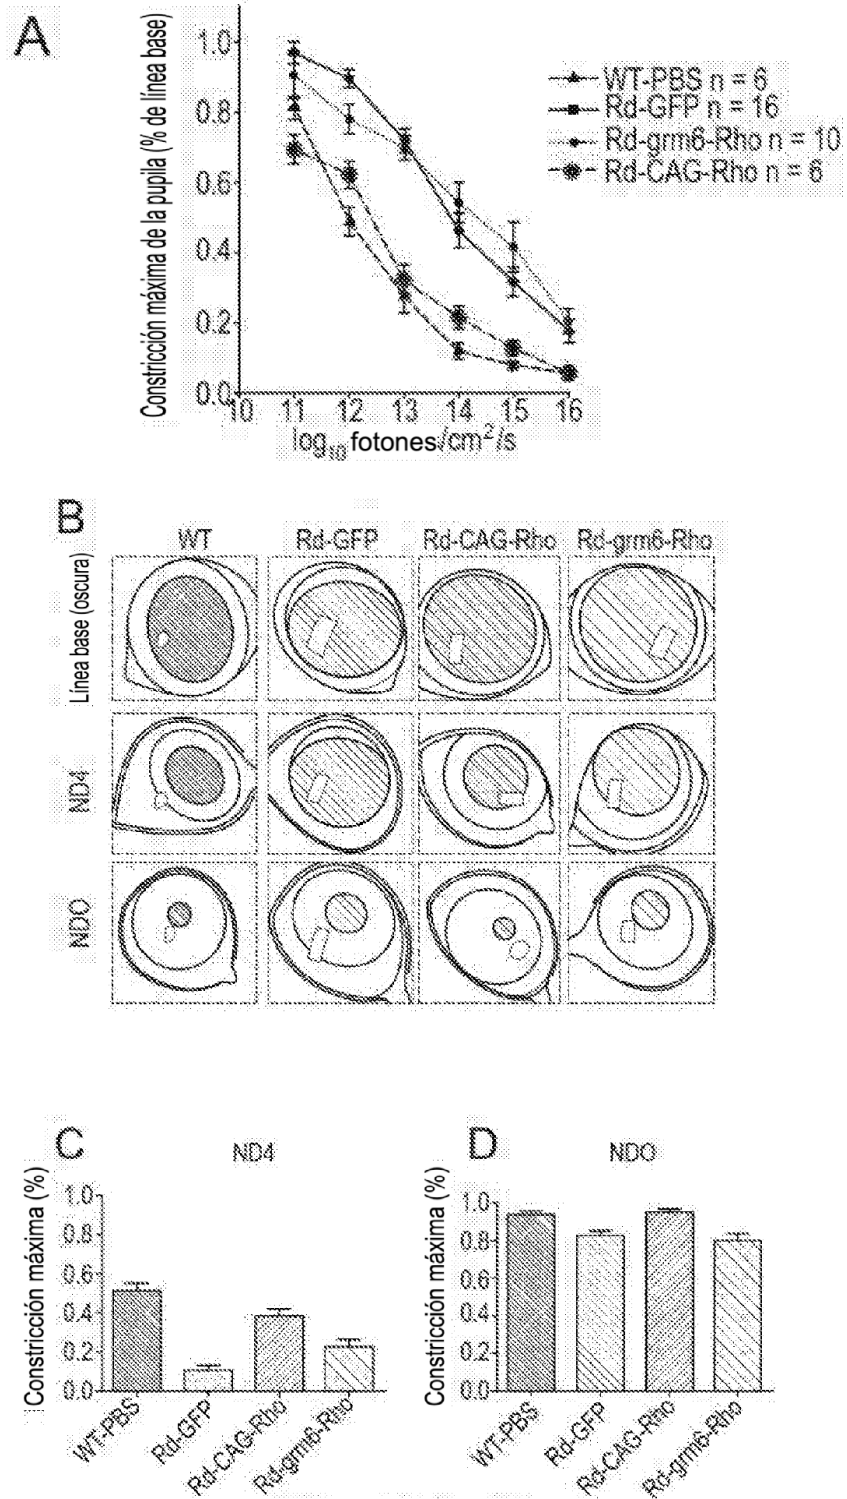 A
Constricción máxima de la pupila (% de línea base)
1.0
0.8
0.6
0.4
0.2
0.0
10 11 12 13 14 15 16
log10 fotones/cm²/s
WT-PBS n = 6
Rd-GFP n = 16
Rd-grm6-Rho n = 10
Rd-CAG-Rho n = 6
B
WT Rd-GFP Rd-CAG-Rho Rd-grm6-Rho
Línea base (oscura)
ND4
NDO
C
ND4
Constricción máxima (%)
1.0
0.8
0.6
0.4
0.2
0.0
WT-PBS
Rd-GFP
Rd-CAG-Rho
Rd-grm6-Rho
D
NDO
Constricción máxima (%)
1.0
0.8
0.6
0.4
0.2
0.0
WT-PBS
Rd-GFP
Rd-CAG-Rho
Rd-grm6-Rho